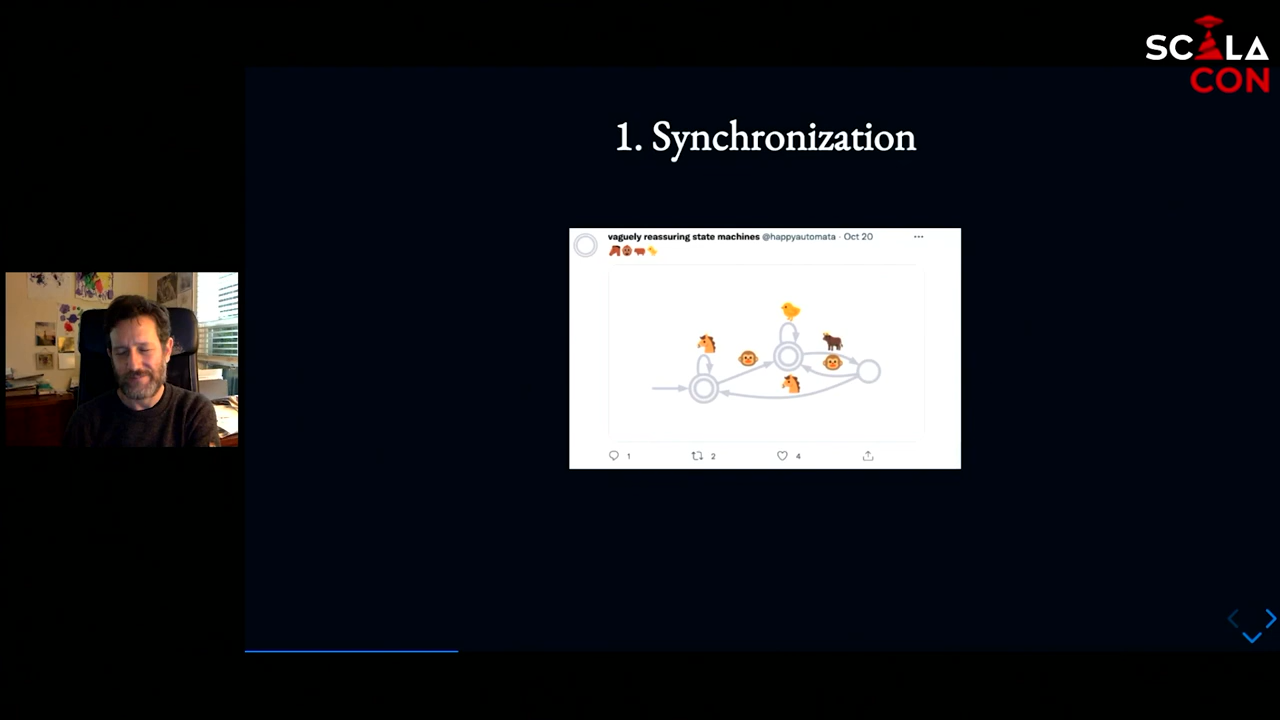 SCALA
CON
1. Synchronization
vaguely reassuring state machines @happyautomata · Oct 20
1
2
4